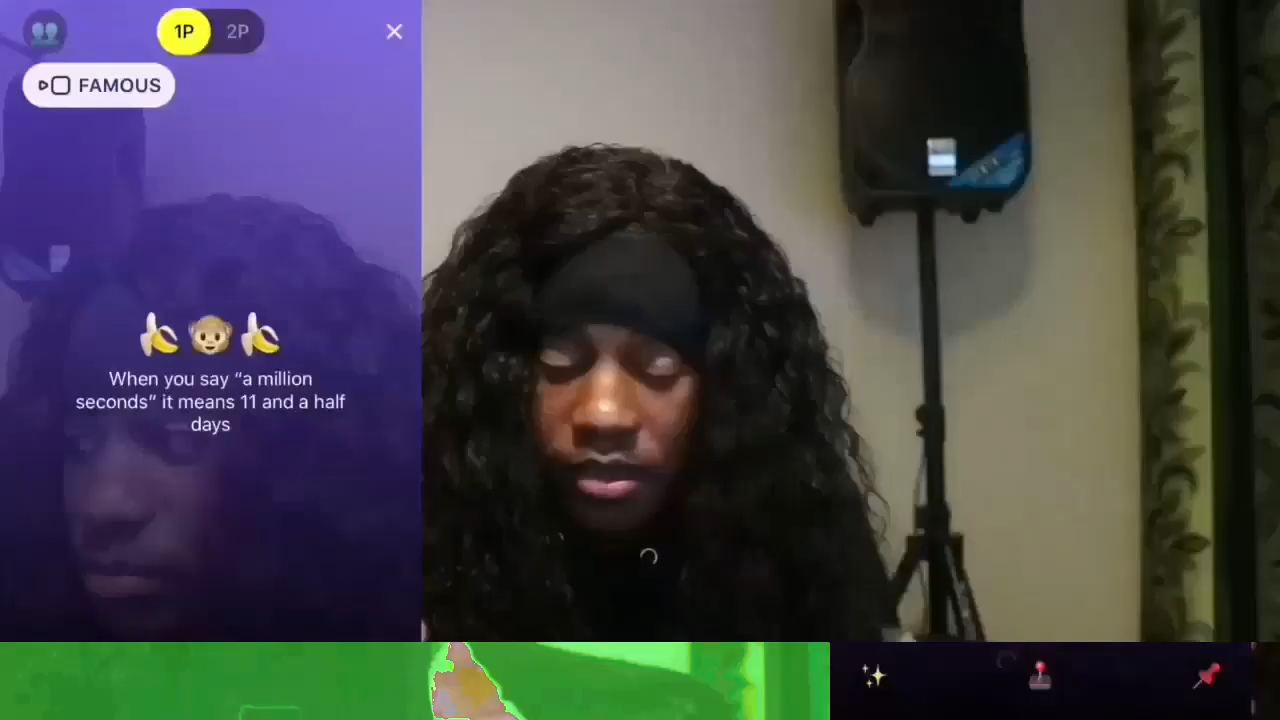 1P 2P
FAMOUS
When you say “a million
seconds” it means 11 and a half
days